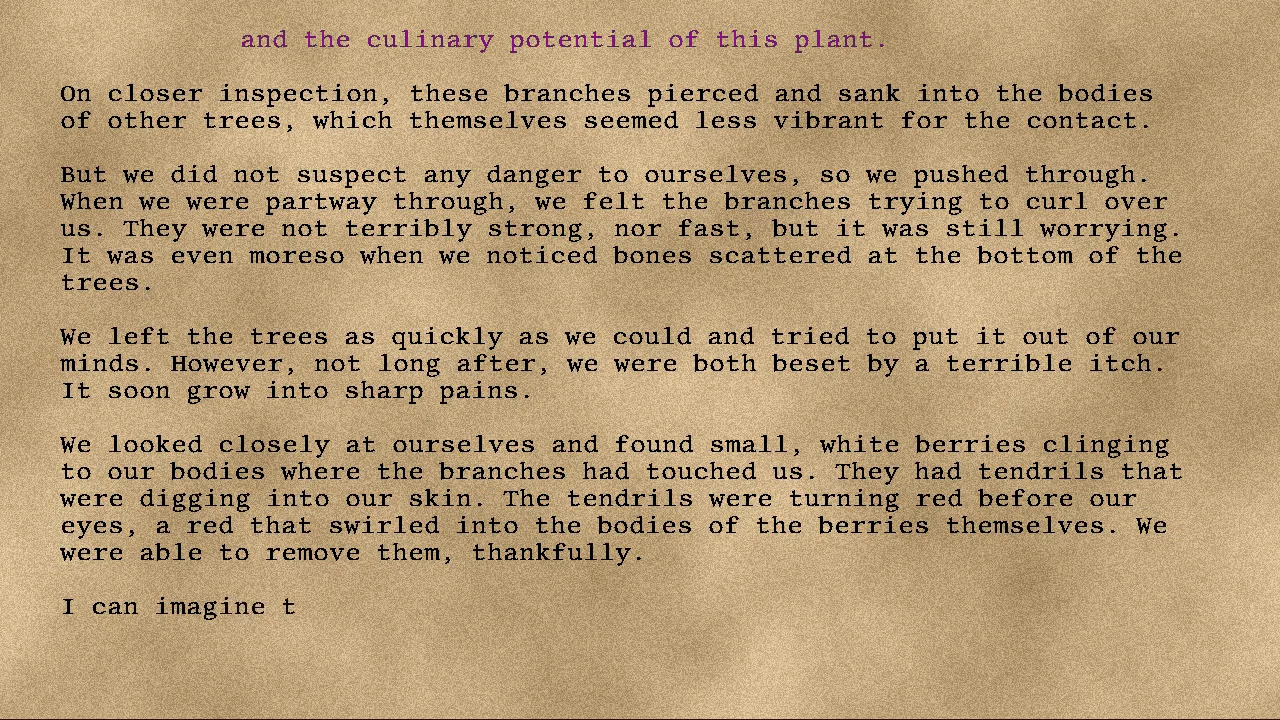 and the culinary potential of this plant.
On closer inspection, these branches pierced and sank into the bodies
of other trees, which themselves seemed less vibrant for the contact.
But we did not suspect any danger to ourselves, so we pushed through.
When we were partway through, we felt the branches trying to curl over
us. They were not terribly strong, nor fast, but it was still worrying.
It was even moreso when we noticed bones scattered at the bottom of the
trees.
We left the trees as quickly as we could and tried to put it out of our
minds. However, not long after, we were both beset by a terrible itch.
It soon grow into sharp pains.
We looked closely at ourselves and found small, white berries clinging
to our bodies where the branches had touched us. They had tendrils that
were digging into our skin. The tendrils were turning red before our
eyes, a red that swirled into the bodies of the berries themselves. We
were able to remove them, thankfully.
I can imagine t